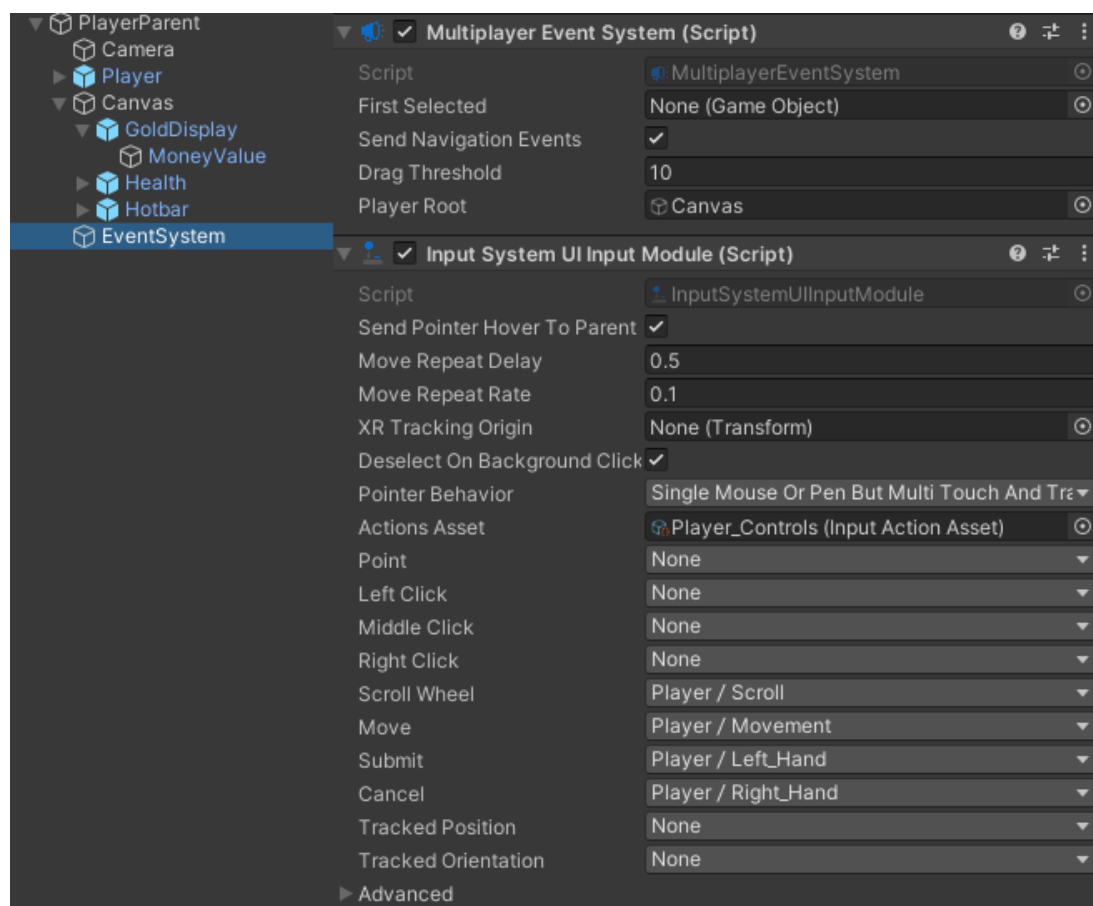 PlayerParent
Camera
Player
Canvas
GoldDisplay
MoneyValue
Health
Hotbar
EventSystem
Multiplayer Event System (Script)
Script MultiplayerEventSystem
First Selected None (Game Object)
Send Navigation Events
Drag Threshold 10
Player Root Canvas
Input System UI Input Module (Script)
Script InputSystemUIInputModule
Send Pointer Hover To Parent
Move Repeat Delay 0.5
Move Repeat Rate 0.1
XR Tracking Origin None (Transform)
Deselect On Background Click
Pointer Behavior Single Mouse Or Pen But Multi Touch And Tra
Actions Asset Player_Controls (Input Action Asset)
Point None
Left Click None
Middle Click None
Right Click None
Scroll Wheel Player / Scroll
Move Player / Movement
Submit Player / Left_Hand
Cancel Player / Right_Hand
Tracked Position None
Tracked Orientation None
Advanced